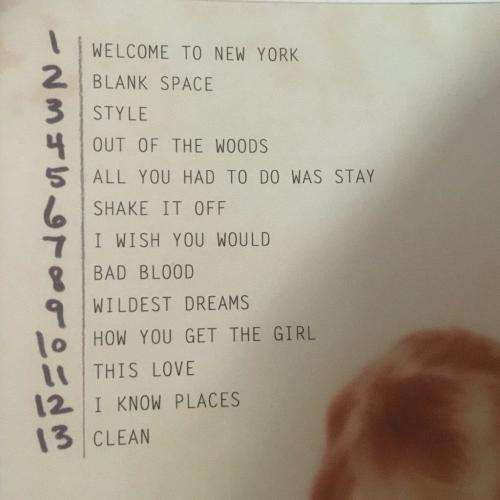 1 WELCOME TO NEW YORK
2 BLANK SPACE
3 STYLE
4 OUT OF THE WOODS
5 ALL YOU HAD TO DO WAS STAY
6 SHAKE IT OFF
7 I WISH YOU WOULD
8 BAD BLOOD
9 WILDEST DREAMS
10 HOW YOU GET THE GIRL
11 THIS LOVE
12 I KNOW PLACES
13 CLEAN